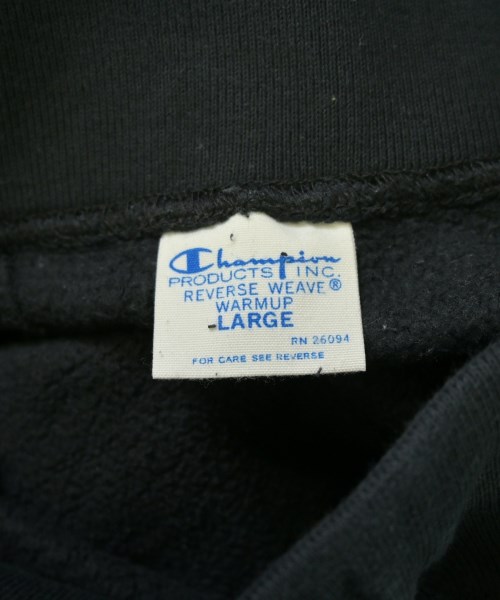 Champion
PRODUCTS INC.
REVERSE WEAVE®
WARMUP
LARGE
RN 26094
FOR CARE SEE REVERSE